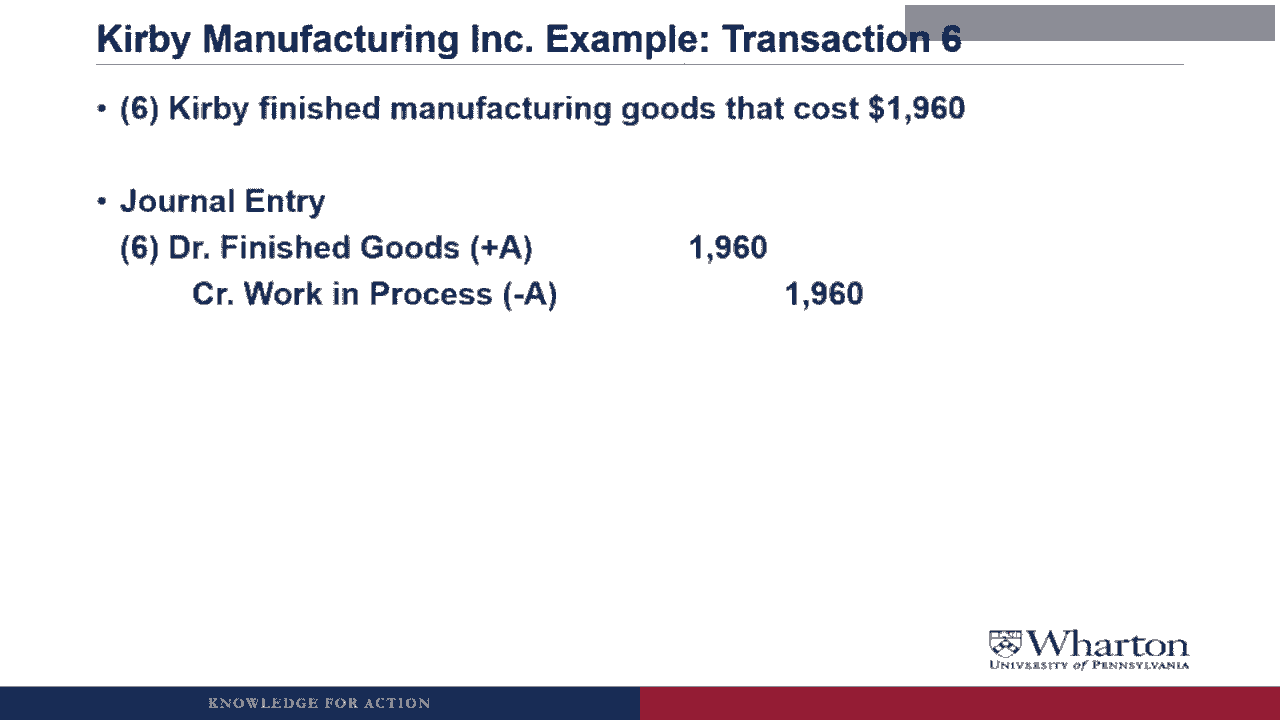 Kirby Manufacturing Inc. Example: Transaction 6
• (6) Kirby finished manufacturing goods that cost $1,960
• Journal Entry
(6) Dr. Finished Goods (+A) 1,960
Cr. Work in Process (-A) 1,960
Wharton
UNIVERSITY of PENNSYLVANIA
KNOWLEDGE FOR ACTION